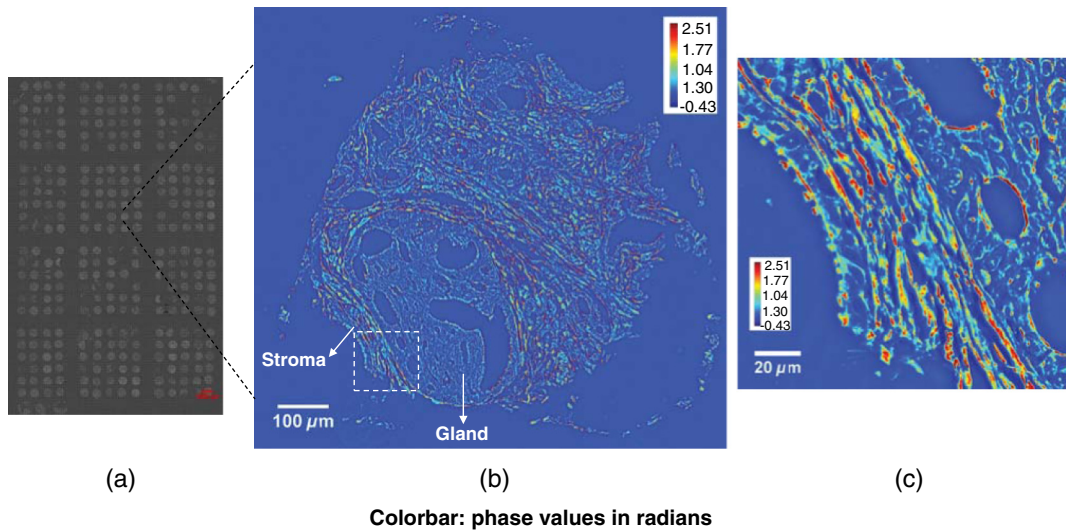 2.51
1.77
1.04
1.30
-0.43
Stroma
100 µm
Gland
2.51
1.77
1.04
1.30
-0.43
20 µm
(a)
(b)
(c)
Colorbar: phase values in radians